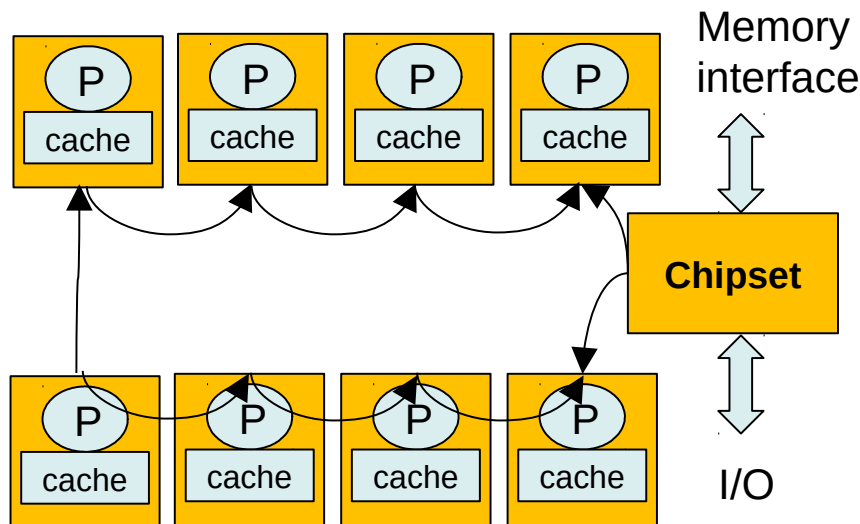 Memory
interface
P
P
P
P
cache
cache
cache
cache
Chipset
P
P
P
P
cache
cache
cache
cache
I/O